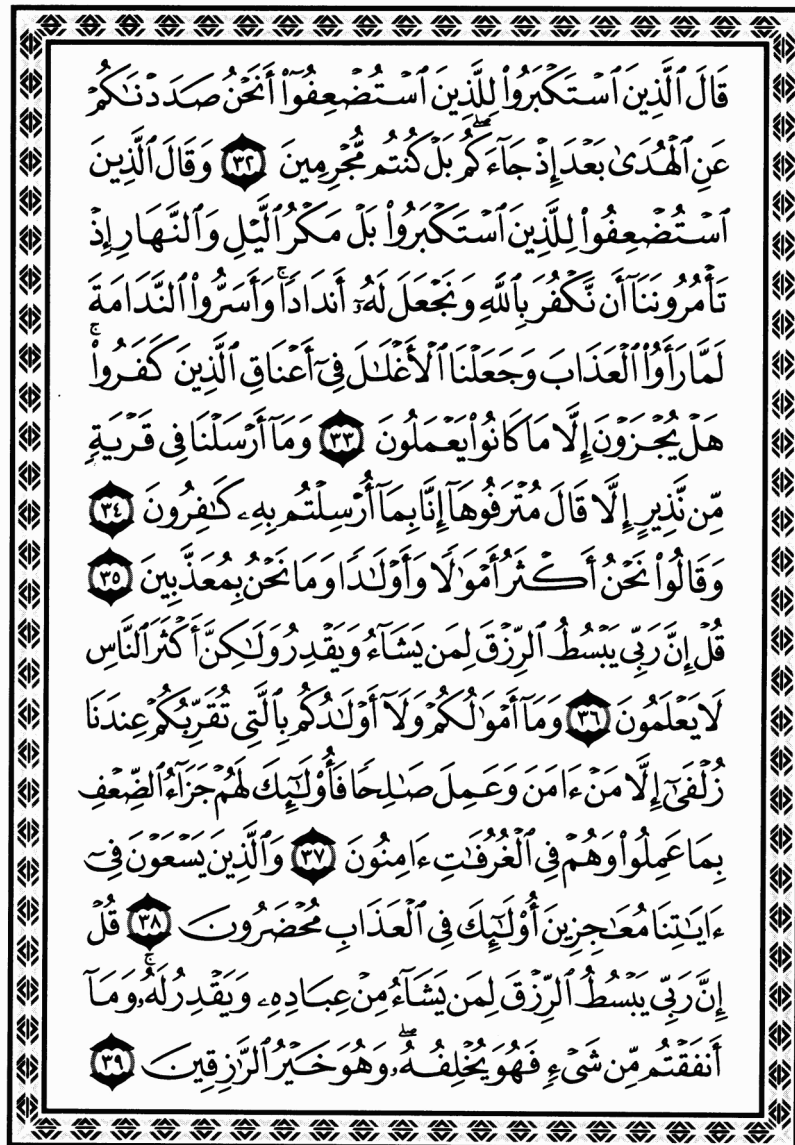 قَالَ ٱلَّذِينَ ٱسۡتَكۡبَرُواْ لِلَّذِينَ ٱسۡتُضۡعِفُوٓاْ أَنَحۡنُ صَدَدۡنَٰكُمۡ
عَنِ ٱلۡهُدَىٰ بَعۡدَ إِذۡ جَآءَكُمۖ بَلۡ كُنتُم مُّجۡرِمِينَ ٣٢ وَقَالَ ٱلَّذِينَ
ٱسۡتُضۡعِفُواْ لِلَّذِينَ ٱسۡتَكۡبَرُواْ بَلۡ مَكۡرُ ٱلَّيۡلِ وَٱلنَّهَارِ إِذۡ
تَأۡمُرُونَنَآ أَن نَّكۡفُرَ بِٱللَّهِ وَنَجۡعَلَ لَهُۥٓ أَندَادٗاۚ وَأَسَرُّواْ ٱلنَّدَامَةَ
لَمَّا رَأَوُاْ ٱلۡعَذَابَ وَجَعَلۡنَا ٱلۡأَغۡلَٰلَ فِيٓ أَعۡنَاقِ ٱلَّذِينَ كَفَرُواْۚ
هَلۡ يُجۡزَوۡنَ إِلَّا مَا كَانُواْ يَعۡمَلُونَ ٣٣ وَمَآ أَرۡسَلۡنَا فِي قَرۡيَةٖ
مِّن نَّذِيرٍ إِلَّا قَالَ مُتۡرَفُوهَآ إِنَّا بِمَآ أُرۡسِلۡتُم بِهِۦ كَٰفِرُونَ ٣٤
وَقَالُواْ نَحۡنُ أَكۡثَرُ أَمۡوَٰلٗا وَأَوۡلَٰدٗا وَمَا نَحۡنُ بِمُعَذَّبِينَ ٣٥
قُلۡ إِنَّ رَبِّي يَبۡسُطُ ٱلرِّزۡقَ لِمَن يَشَآءُ وَيَقۡدِرُ وَلَٰكِنَّ أَكۡثَرَ ٱلنَّاسِ
لَا يَعۡلَمُونَ ٣٦ وَمَآ أَمۡوَٰلُكُمۡ وَلَآ أَوۡلَٰدُكُم بِٱلَّتِي تُقَرِّبُكُمۡ عِندَنَا
زُلۡفَىٰٓ إِلَّا مَنۡ ءَامَنَ وَعَمِلَ صَٰلِحٗا فَأُوْلَٰٓئِكَ لَهُمۡ جَزَآءُ ٱلضِّعۡفِ
بِمَا عَمِلُواْ وَهُمۡ فِي ٱلۡغُرُفَٰتِ ءَامِنُونَ ٣٧ وَٱلَّذِينَ يَسۡعَوۡنَ فِيٓ
ءَايَٰتِنَا مُعَٰجِزِينَ أُوْلَٰٓئِكَ فِي ٱلۡعَذَابِ مُحۡضَرُونَ ٣٨ قُلۡ
إِنَّ رَبِّي يَبۡسُطُ ٱلرِّزۡقَ لِمَن يَشَآءُ مِنۡ عِبَادِهِۦ وَيَقۡدِرُ لَهُۥۚ وَمَآ
أَنفَقۡتُم مِّن شَيۡءٖ فَهُوَ يُخۡلِفُهُۥۖ وَهُوَ خَيۡرُ ٱلرَّٰزِقِينَ ٣٩